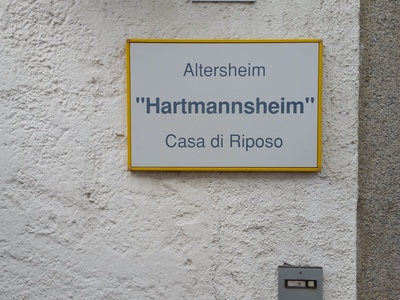 Altersheim
"Hartmannsheim"
Casa di Riposo